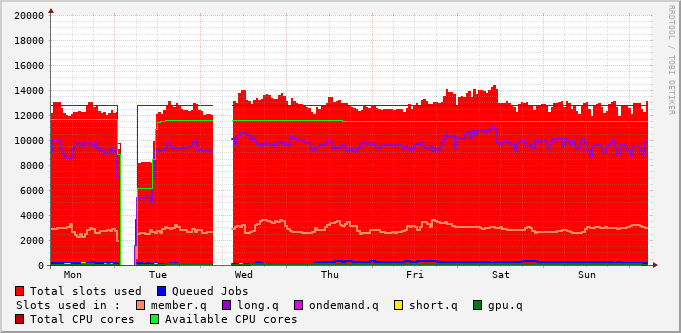 20000
18000
16000
14000
12000
10000
8000
6000
4000
2000
0
Mon Tue Wed Thu Fri Sat Sun
RRDTOOL / TOBI OETIKER
Total slots used Queued Jobs
Slots used in : member.q long.q ondemand.q short.q gpu.q
Total CPU cores Available CPU cores